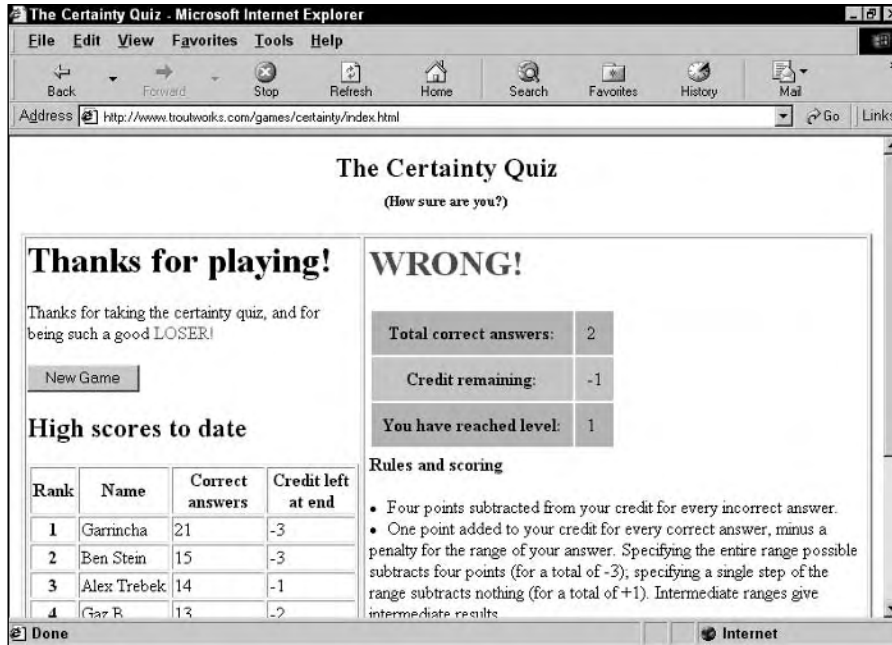 The Certainty Quiz - Microsoft Internet Explorer
File Edit View Favorites Tools Help
Back Forward Stop Refresh Home Search Favorites History Mail
Address http://www.troutworks.com/games/certainty/index.html Go Links
The Certainty Quiz
(How sure are you?)
Thanks for playing!
Thanks for taking the certainty quiz, and for
being such a good LOSER!
New Game
High scores to date
Rank Name Correct answers Credit left at end
1 Garrincha 21 -3
2 Ben Stein 15 -3
3 Alex Trebek 14 -1
4 Gaz B 13 -2
WRONG!
Total correct answers: 2
Credit remaining: -1
You have reached level: 1
Rules and scoring
• Four points subtracted from your credit for every incorrect answer.
• One point added to your credit for every correct answer, minus a
penalty for the range of your answer. Specifying the entire range possible
subtracts four points (for a total of -3); specifying a single step of the
range subtracts nothing (for a total of +1). Intermediate ranges give
intermediate results
Done Internet